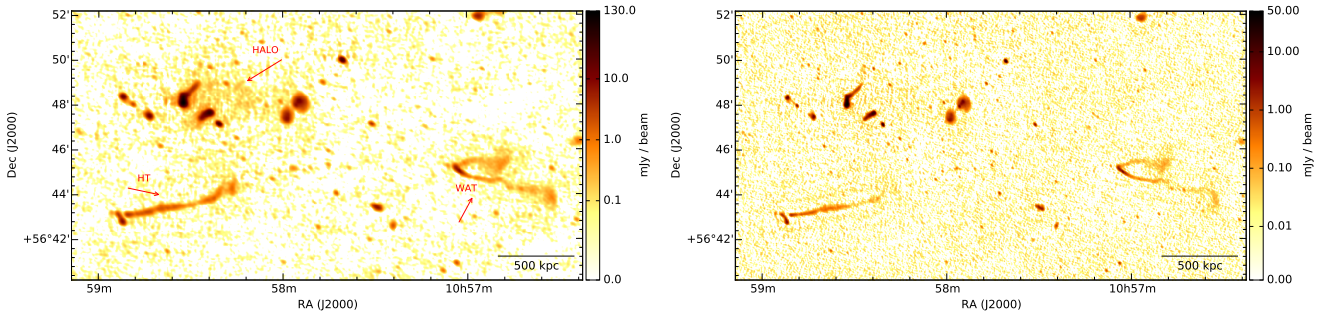 52'
50'
48'
46'
44'
+56°42'
Dec (J2000)
HALO
HT
WAT
500 kpc
59m
58m
10h57m
RA (J2000)
130.0
10.0
1.0
0.1
0.0
mJy / beam
52'
50'
48'
46'
44'
+56°42'
Dec (J2000)
500 kpc
59m
58m
10h57m
RA (J2000)
50.00
10.00
1.00
0.10
0.01
0.00
mJy / beam